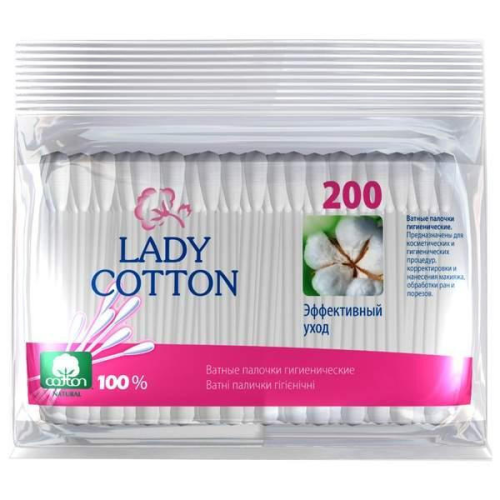 200
LADY
COTTON
Ватные палочки
гигиенические.
Предназначены для
косметических и
гигиенических
процедур,
корректировки и
нанесения макияжа,
обработки ран и
порезов.
Эффективный
уход
cotton
NATURAL
100%
Ватные палочки гигиенические
Ватні палички гігієнічні